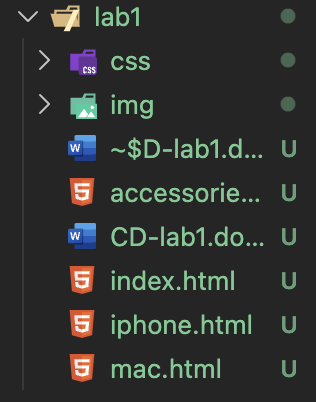 lab1
css
img
~$D-lab1.d... U
accessorie... U
CD-lab1.do... U
index.html U
iphone.html U
mac.html U